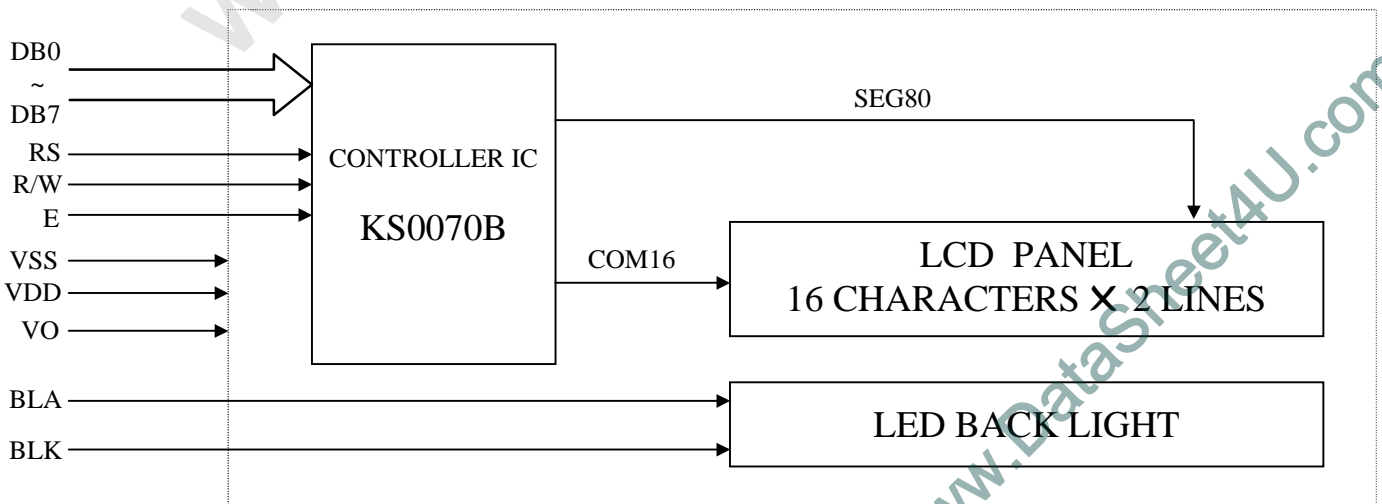 DB0
~
DB7
RS
R/W
E
VSS
VDD
VO
BLA
BLK
CONTROLLER IC
KS0070B
SEG80
COM16
LCD PANEL
16 CHARACTERS × 2 LINES
LED BACK LIGHT
www.DataSheet4U.com